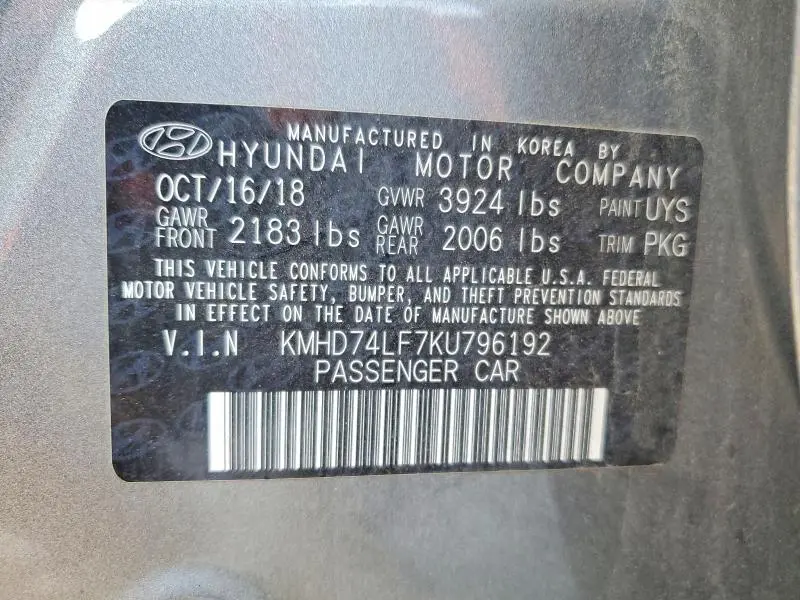 MANUFACTURED IN KOREA BY
HYUNDAI MOTOR COMPANY
OCT/16/18 GVWR 3924 lbs PAINT UYS
GAWR FRONT 2183 lbs GAWR REAR 2006 lbs TRIM PKG
THIS VEHICLE CONFORMS TO ALL APPLICABLE U.S.A. FEDERAL
MOTOR VEHICLE SAFETY, BUMPER, AND THEFT PREVENTION STANDARDS
IN EFFECT ON THE DATE OF MANUFACTURE SHOWN ABOVE.
V.I.N KMHD74LF7KU796192
PASSENGER CAR